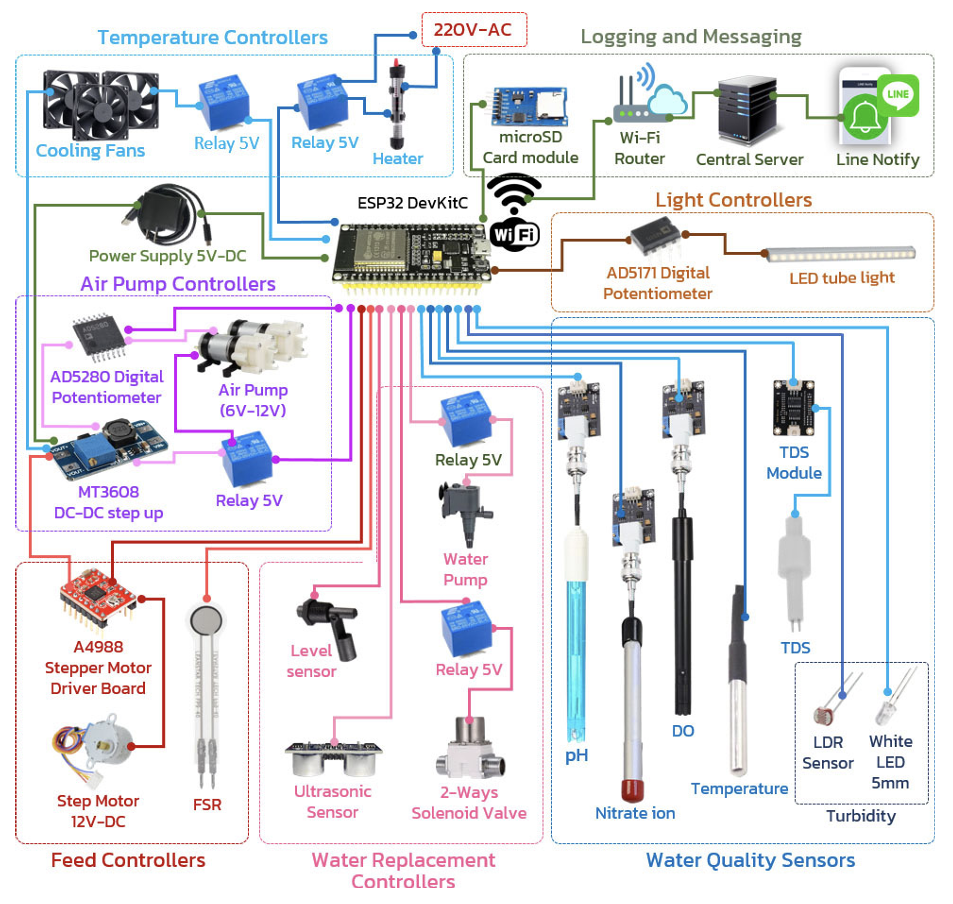 Temperature Controllers
220V-AC
Logging and Messaging
Cooling Fans
Relay 5V
Relay 5V
Heater
microSD
Card module
Wi-Fi
Router
Central Server
LINE
Line Notify
ESP32 DevKitC
WiFi
Power Supply 5V-DC
Light Controllers
AD5171 Digital
Potentiometer
LED tube light
Air Pump Controllers
AD5280
AD5280 Digital
Potentiometer
Air Pump
(6V-12V)
VOUT+
VOUT-
MT3608
DC-DC step up
Relay 5V
Relay 5V
Water
Pump
TDS
Module
A4988
Stepper Motor
Driver Board
Step Motor
12V-DC
FSR
Level
sensor
Relay 5V
Ultrasonic
Sensor
2-Ways
Solenoid Valve
pH
Nitrate ion
DO
Temperature
TDS
LDR
Sensor
White
LED
5mm
Turbidity
Feed Controllers
Water Replacement
Controllers
Water Quality Sensors